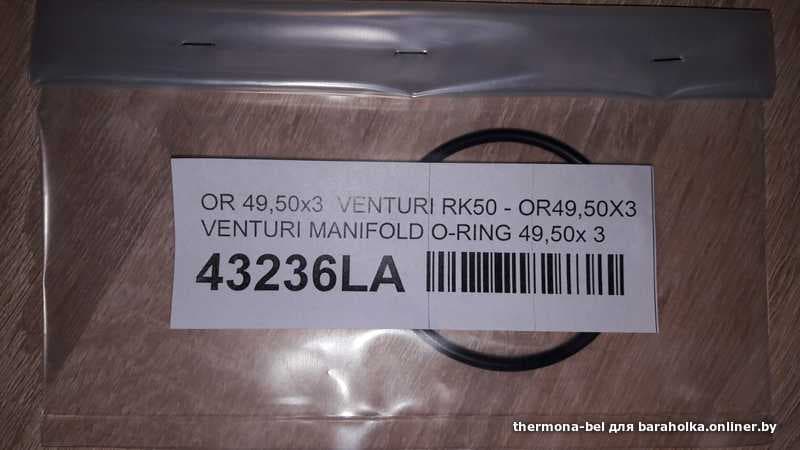 OR 49,50x3 VENTURI RK50 - OR49,50X3
VENTURI MANIFOLD O-RING 49,50x 3
43236LA
thermona-bel для baraholka.onliner.by